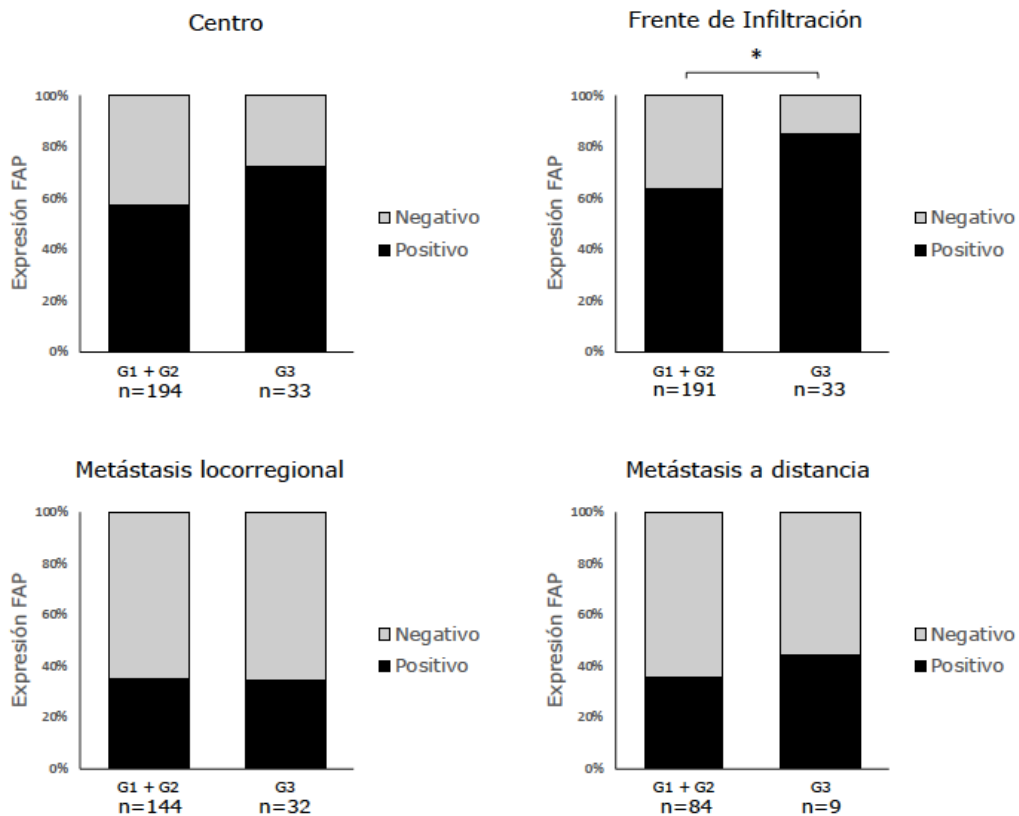 Centro
Expresión FAP
100%
80%
60%
40%
20%
0%
G1 + G2
n=194
G3
n=33
Negativo
Positivo
Frente de Infiltración
*
Expresión FAP
100%
80%
60%
40%
20%
0%
G1 + G2
n=191
G3
n=33
Negativo
Positivo
Metástasis locorregional
Expresión FAP
100%
80%
60%
40%
20%
0%
G1 + G2
n=144
G3
n=32
Negativo
Positivo
Metástasis a distancia
Expresión FAP
100%
80%
60%
40%
20%
0%
G1 + G2
n=84
G3
n=9
Negativo
Positivo